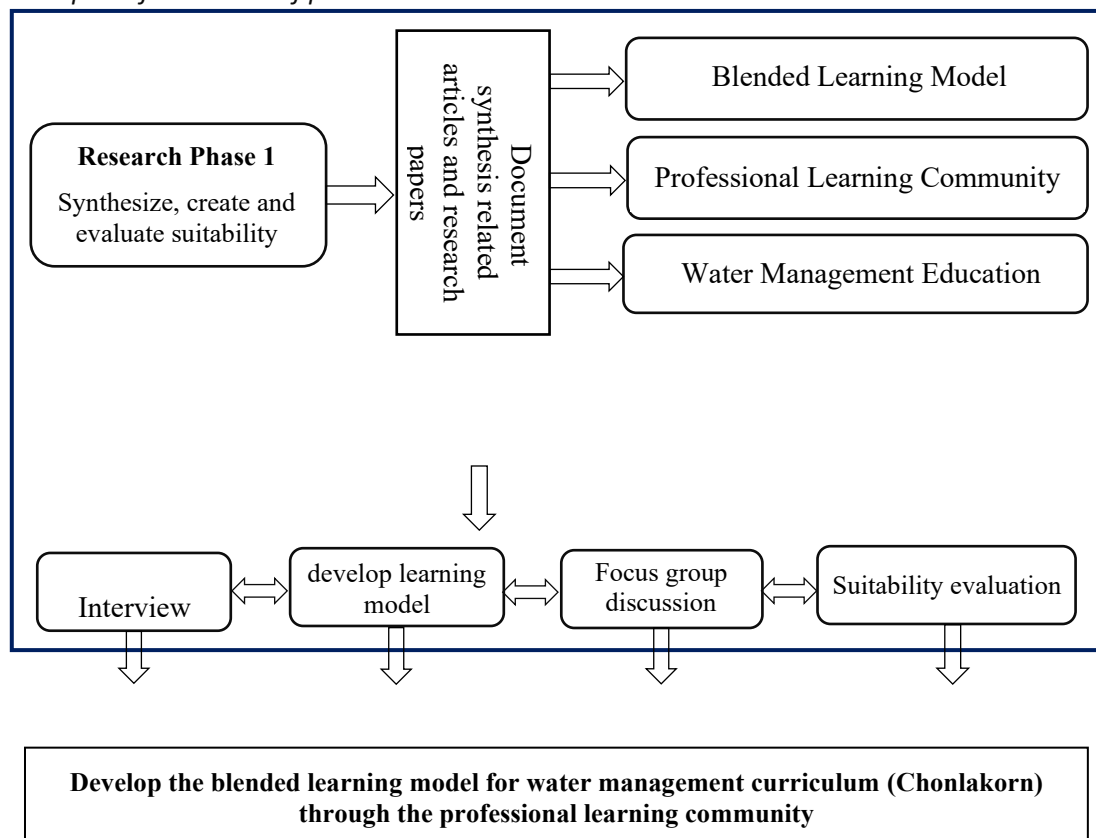 Research Phase 1
Synthesize, create and
evaluate suitability
Document
synthesis related
articles and research
papers
Blended Learning Model
Professional Learning Community
Water Management Education
Interview
develop learning
model
Focus group
discussion
Suitability evaluation
Develop the blended learning model for water management curriculum (Chonlakorn)
through the professional learning community